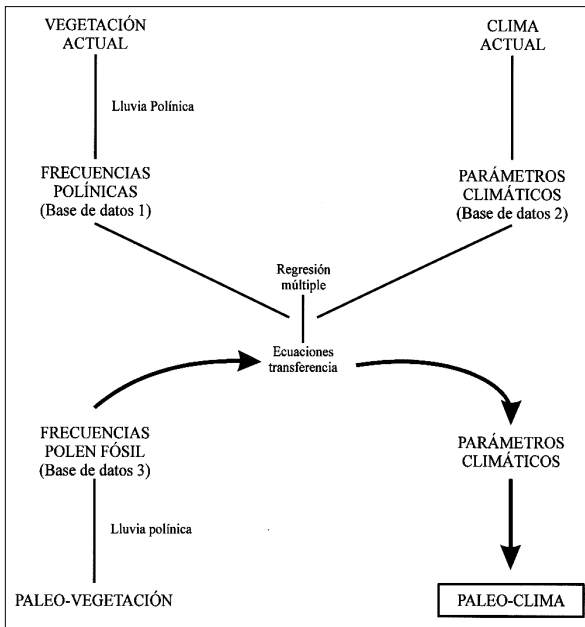 VEGETACIÓN
ACTUAL
CLIMA
ACTUAL
Lluvia Polínica
FRECUENCIAS
POLÍNICAS
(Base de datos 1)
PARÁMETROS
CLIMÁTICOS
(Base de datos 2)
Regresión
múltiple
Ecuaciones
transferencia
FRECUENCIAS
POLEN FÓSIL
(Base de datos 3)
PARÁMETROS
CLIMÁTICOS
Lluvia polínica
PALEO-VEGETACIÓN
PALEO-CLIMA